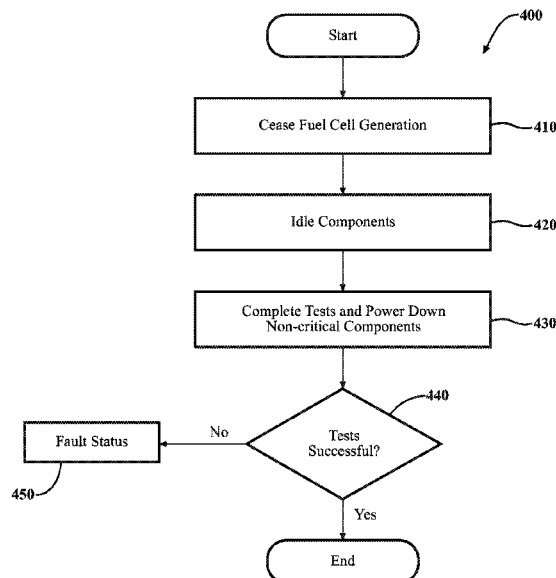 Start
400
Cease Fuel Cell Generation
410
Idle Components
420
Complete Tests and Power Down
Non-critical Components
430
440
Tests
Successful?
No
Fault Status
450
Yes
End